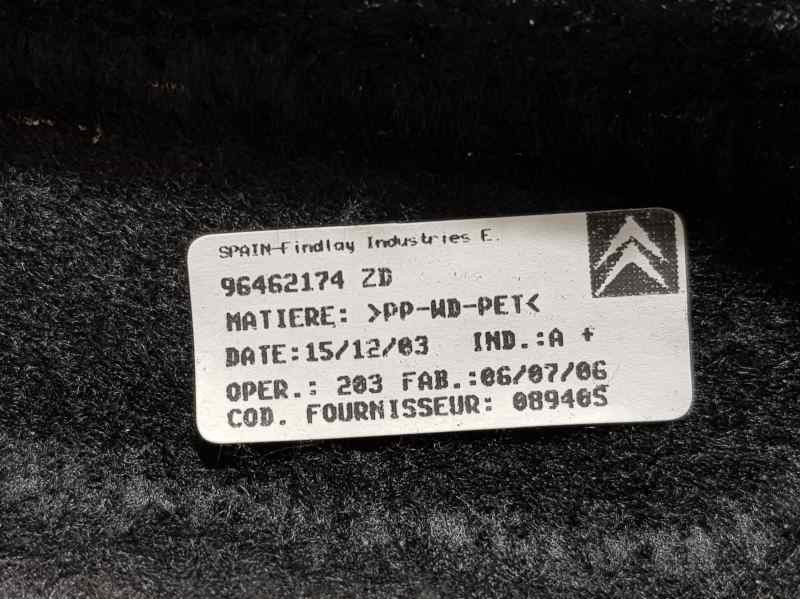 SPAIN-Findlay Industries E.
96462174 ZD
MATIERE: >PP-WD-PET<
DATE:15/12/03 IND.:A +
OPER.: 203 FAB.:06/07/06
COD. FOURNISSEUR: 08940S